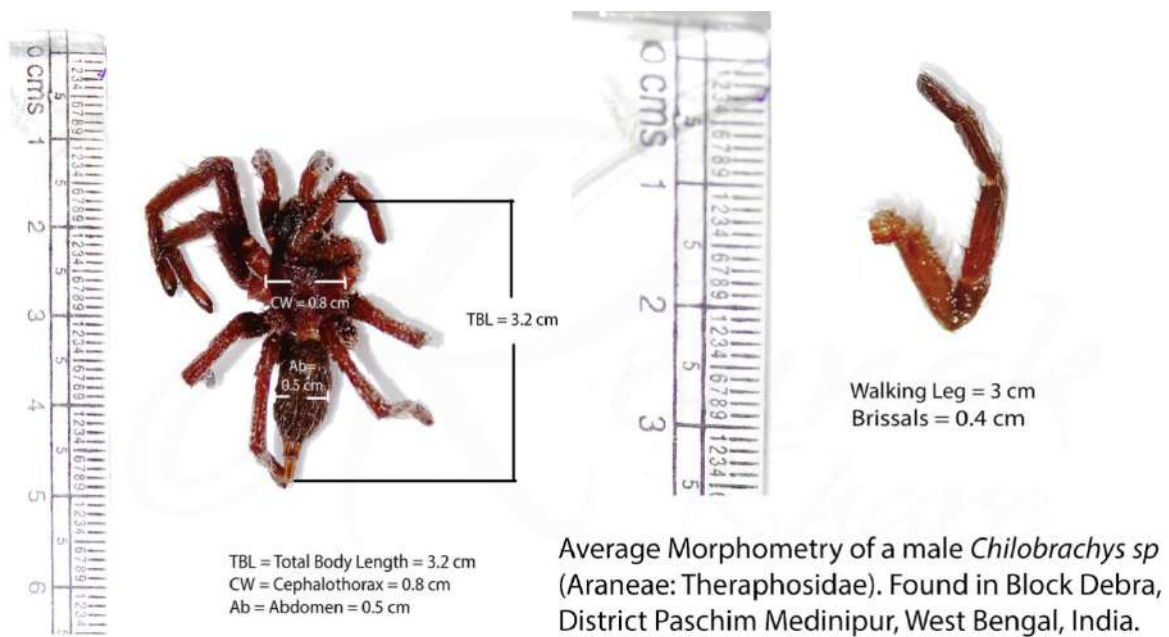 0 cms
1
2
3
4
5
6
CW = 0.8 cm
Ab=
0.5 cm
TBL = 3.2 cm
TBL = Total Body Length = 3.2 cm
CW = Cephalothorax = 0.8 cm
Ab = Abdomen = 0.5 cm
0 cms
1
2
3
Walking Leg = 3 cm
Brissals = 0.4 cm
Average Morphometry of a male Chilobrachys sp
(Araneae: Theraphosidae). Found in Block Debra,
District Paschim Medinipur, West Bengal, India.